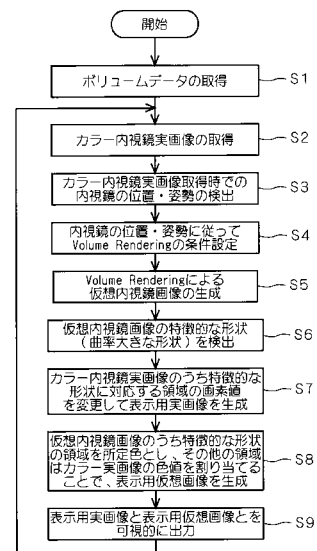 開始
ボリュームデータの取得
S1
カラー内視鏡実画像の取得
S2
カラー内視鏡実画像取得時での
内視鏡の位置・姿勢の検出
S3
内視鏡の位置・姿勢に従って
Volume Renderingの条件設定
S4
Volume Renderingによる
仮想内視鏡画像の生成
S5
仮想内視鏡画像の特徴的な形状
(曲率大きな形状)を検出
S6
カラー内視鏡実画像のうち特徴的な
形状に対応する領域の画素値
を変更して表示用実画像を生成
S7
仮想内視鏡画像のうち特徴的な形状
の領域を所定色とし、その他の領域
はカラー実画像の色値を割り当てる
ことで、表示用仮想画像を生成
S8
表示用実画像と表示用仮想画像とを
可視的に出力
S9